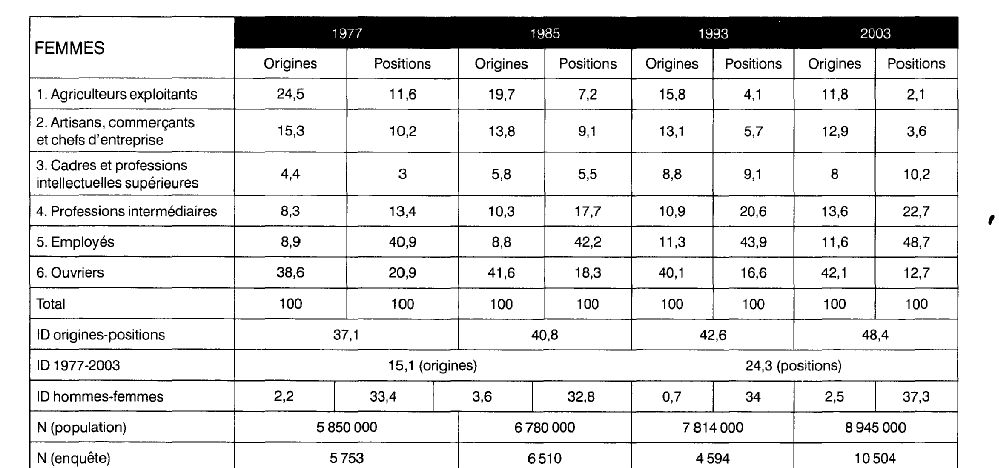 FEMMES
1977 1985 1993 2003
Origines Positions Origines Positions Origines Positions Origines Positions
1. Agriculteurs exploitants 24,5 11,6 19,7 7,2 15,8 4,1 11,8 2,1
2. Artisans, commerçants
et chefs d'entreprise 15,3 10,2 13,8 9,1 13,1 5,7 12,9 3,6
3. Cadres et professions
intellectuelles supérieures 4,4 3 5,8 5,5 8,8 9,1 8 10,2
4. Professions intermédiaires 8,3 13,4 10,3 17,7 10,9 20,6 13,6 22,7
5. Employés 8,9 40,9 8,8 42,2 11,3 43,9 11,6 48,7
6. Ouvriers 38,6 20,9 41,6 18,3 40,1 16,6 42,1 12,7
Total 100 100 100 100 100 100 100 100
ID origines-positions 37,1 40,8 42,6 48,4
ID 1977-2003 15,1 (origines) 24,3 (positions)
ID hommes-femmes 2,2 33,4 3,6 32,8 0,7 34 2,5 37,3
N (population) 5 850 000 6 780 000 7 814 000 8 945 000
N (enquête) 5 753 6 510 4 594 10 504